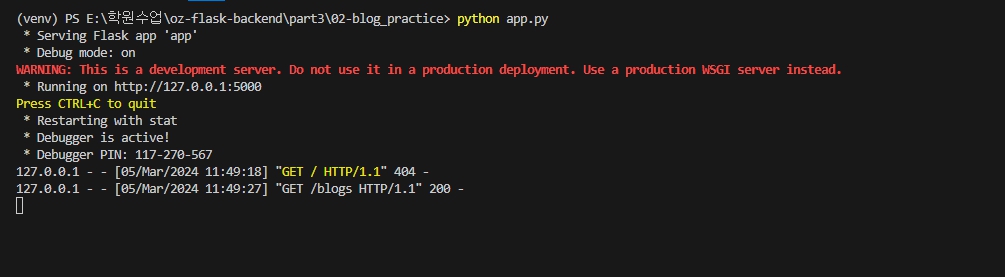 (venv) PS E:\학원수업\oz-flask-backend\part3\02-blog_practice> python app.py
 * Serving Flask app 'app'
 * Debug mode: on
WARNING: This is a development server. Do not use it in a production deployment. Use a production WSGI server instead.
 * Running on http://127.0.0.1:5000
Press CTRL+C to quit
 * Restarting with stat
 * Debugger is active!
 * Debugger PIN: 117-270-567
127.0.0.1 - - [05/Mar/2024 11:49:18] "GET / HTTP/1.1" 404 -
127.0.0.1 - - [05/Mar/2024 11:49:27] "GET /blogs HTTP/1.1" 200 -